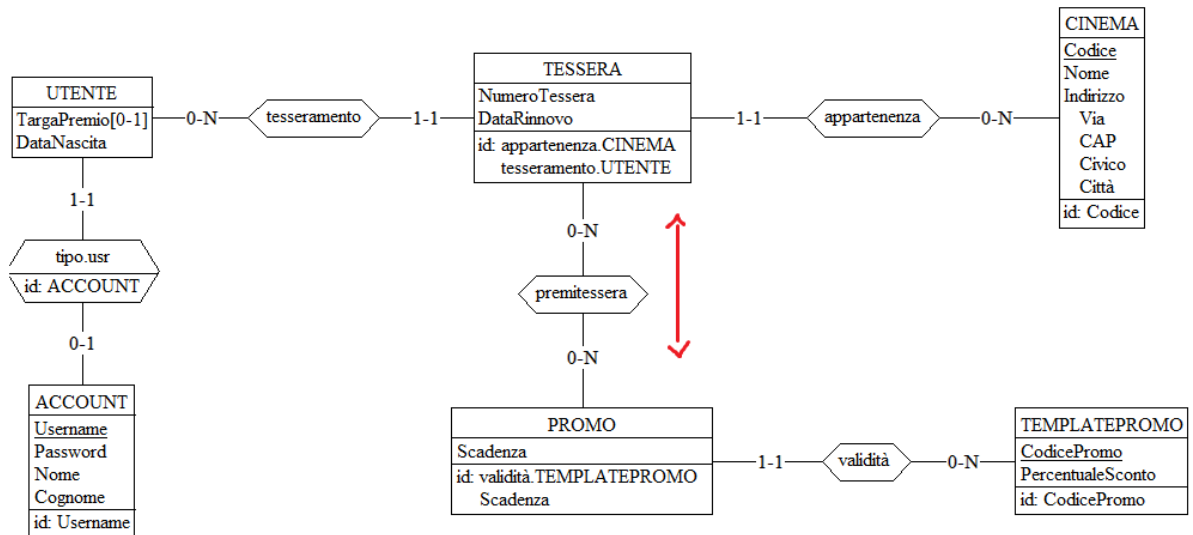 CINEMA
Codice
Nome
Indirizzo
Via
CAP
Civico
Città
id: Codice
TESSERA
NumeroTessera
DataRinnovo
id: appartenenza.CINEMA
tesseramento.UTENTE
UTENTE
TargaPremio[0-1]
DataNascita
0-N
tesseramento
1-1
1-1
appartenenza
0-N
1-1
tipo.usr
id: ACCOUNT
0-1
0-N
premitessera
0-N
ACCOUNT
Username
Password
Nome
Cognome
id: Username
PROMO
Scadenza
id: validità.TEMPLATEPROMO
Scadenza
1-1
validità
0-N
TEMPLATEPROMO
CodicePromo
PercentualeSconto
id: CodicePromo